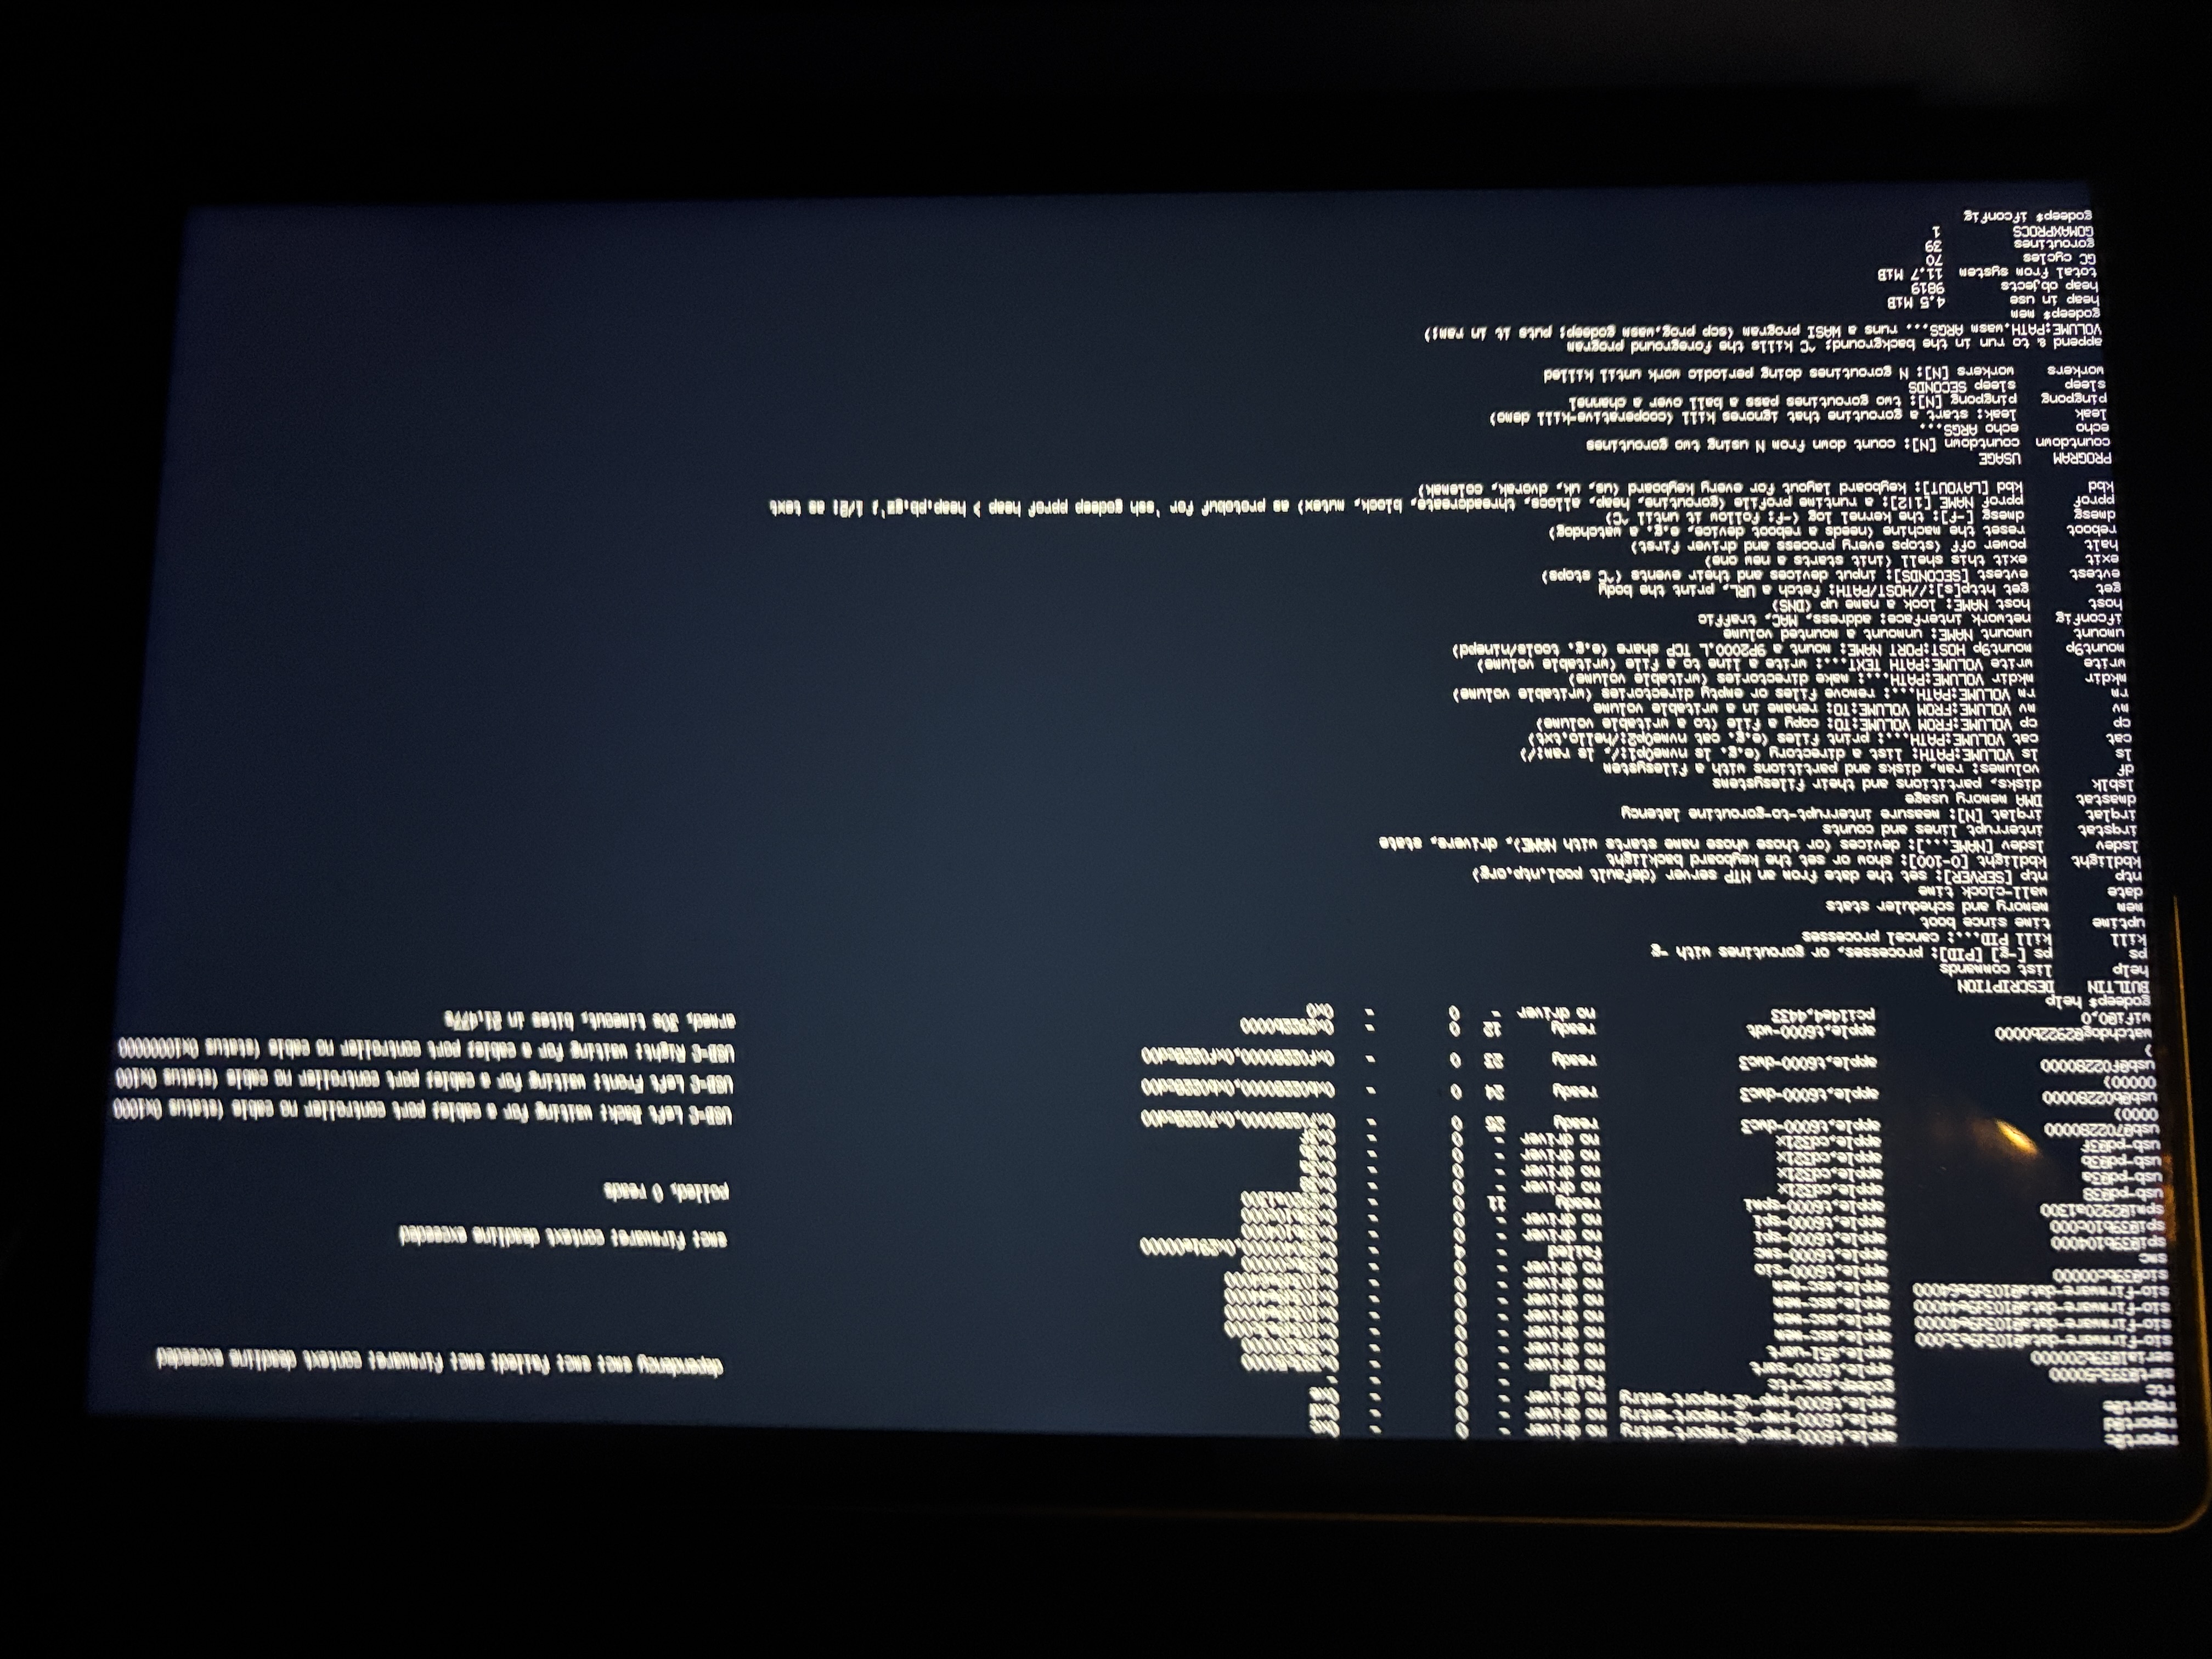 report@c apple,t6000-pmp-v2-report-entry no driver - 0 - 0xc
report@d apple,t6000-pmp-v2-report-entry no driver - 0 - 0xd
report@e apple,t6000-pmp-v2-report-entry no driver - 0 - 0xe
rtc godeep,smc-rtc failed - 0 - - dependency smc: smc failed: smc: firmware: context deadline exceeded
sart@393c50000 apple,t6000-sart no driver - 0 -
serial@39b200000 apple,s5l-uart no driver - 0 -
sio-firmware-data@103d9e3c000 apple,asc-mem no driver - 0 -
sio-firmware-data@103d9e40000 apple,asc-mem no driver - 0 -
sio-firmware-data@103d9e44000 apple,asc-mem no driver - 0 -
sio-firmware-data@103d9e64000 apple,asc-mem no driver - 0 -
sio@39bc00000 apple,t6000-sio no driver - 0 -
smc apple,t6000-smc failed - 4 - smc: firmware: context deadline exceeded
spi@39b104000 apple,t6000-spi no driver - 0 -
spi@39b10c000 apple,t6000-spi no driver - 0 -
spmi@2920a1300 apple,t6000-spmi ready 11 0 - polled, 0 reads
usb-pd@38 apple,cd321x no driver - 0 -
usb-pd@3a apple,cd321x no driver - 0 -
usb-pd@3b apple,cd321x no driver - 0 -
usb-pd@3f apple,cd321x no driver - 0 -
usb@702280000 apple,t6000-dwc3 ready 25 0 - 0x702280000,0x70228cd00 USB-C Left Back: waiting for a cable; port controller no cable (status 0x1000
0000)
usb@b02280000 apple,t6000-dwc3 ready 24 0 - 0xb02280000,0xb0228cd00 USB-C Left Front: waiting for a cable; port controller no cable (status 0x100
00000)
usb@f02280000 apple,t6000-dwc3 ready 23 0 - 0xf02280000,0xf0228cd00 USB-C Right: waiting for a cable; port controller no cable (status 0x10000000
)
watchdog@2922b0000 apple,t6000-wdt ready 12 0 - 0x2922b0000 armed, 30s timeout, bites in 21.477s
wifi@0,0 pci14e4,4433 no driver - 0 - 0x0
godeep$ help
BUILTIN DESCRIPTION
help list commands
ps ps [-g] [PID]: processes, or goroutines with -g
kill kill PID...: cancel processes
uptime time since boot
mem memory and scheduler stats
date wall-clock time
ntp ntp [SERVER]: set the date from an NTP server (default pool.ntp.org)
kbdlight kbdlight [0-100]: show or set the keyboard backlight
lsdev lsdev [NAME...]: devices (or those whose name starts with NAME), drivers, state
irqstat interrupt lines and counts
irqlat irqlat [N]: measure interrupt-to-goroutine latency
dmastat DMA memory usage
lsblk disks, partitions and their filesystems
df volumes: ram, disks and partitions with a filesystem
ls ls VOLUME:PATH: list a directory (e.g. ls nvme0p1:/, ls ram:/)
cat cat VOLUME:PATH...: print files (e.g. cat nvme0p2:/hello.txt)
cp cp VOLUME:FROM VOLUME:TO: copy a file (to a writable volume)
mv mv VOLUME:FROM VOLUME:TO: rename in a writable volume
rm rm VOLUME:PATH...: remove files or empty directories (writable volume)
mkdir mkdir VOLUME:PATH...: make directories (writable volume)
write write VOLUME:PATH TEXT...: write a line to a file (writable volume)
mount9p mount9p HOST:PORT NAME: mount a 9P2000.L TCP share (e.g. tools/ninepd)
umount umount NAME: unmount a mounted volume
ifconfig network interface: address, MAC, traffic
host host NAME: look a name up (DNS)
get get http[s]://HOST/PATH: fetch a URL, print the body
evtest evtest [SECONDS]: input devices and their events (^C stops)
exit exit this shell (init starts a new one)
halt power off (stops every process and driver first)
reboot reset the machine (needs a reboot device, e.g. a watchdog)
dmesg dmesg [-f]: the kernel log (-f: follow it until ^C)
pprof pprof NAME [1|2]: a runtime profile (goroutine, heap, allocs, threadcreate, block, mutex) as protobuf for 'ssh godeep pprof heap > heap.pb.gz'; 1/2: as text
kbd kbd [LAYOUT]: keyboard layout for every keyboard (us, uk, dvorak, colemak)
PROGRAM USAGE
countdown countdown [N]: count down from N using two goroutines
echo echo ARGS...
leak leak: start a goroutine that ignores kill (cooperative-kill demo)
pingpong pingpong [N]: two goroutines pass a ball over a channel
sleep sleep SECONDS
workers workers [N]: N goroutines doing periodic work until killed
append & to run in the background; ^C kills the foreground program
VOLUME:PATH.wasm ARGS... runs a WASI program (scp prog.wasm godeep: puts it in ram:)
godeep$ mem
heap in use 4.5 MiB
heap objects 9819
total from system 11.7 MiB
GC cycles 70
goroutines 39
GOMAXPROCS 1
godeep$ ifconfig